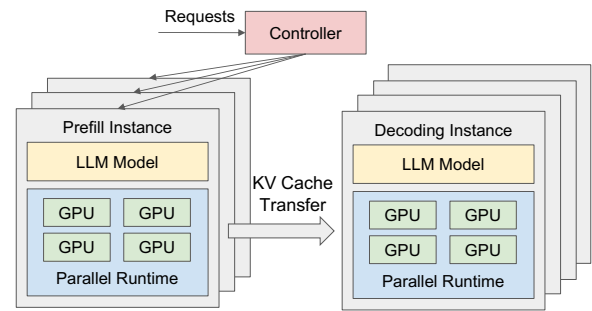 Requests
Controller
Prefill Instance
LLM Model
GPU GPU
GPU GPU
Parallel Runtime
KV Cache
Transfer
Decoding Instance
LLM Model
GPU GPU
GPU GPU
Parallel Runtime